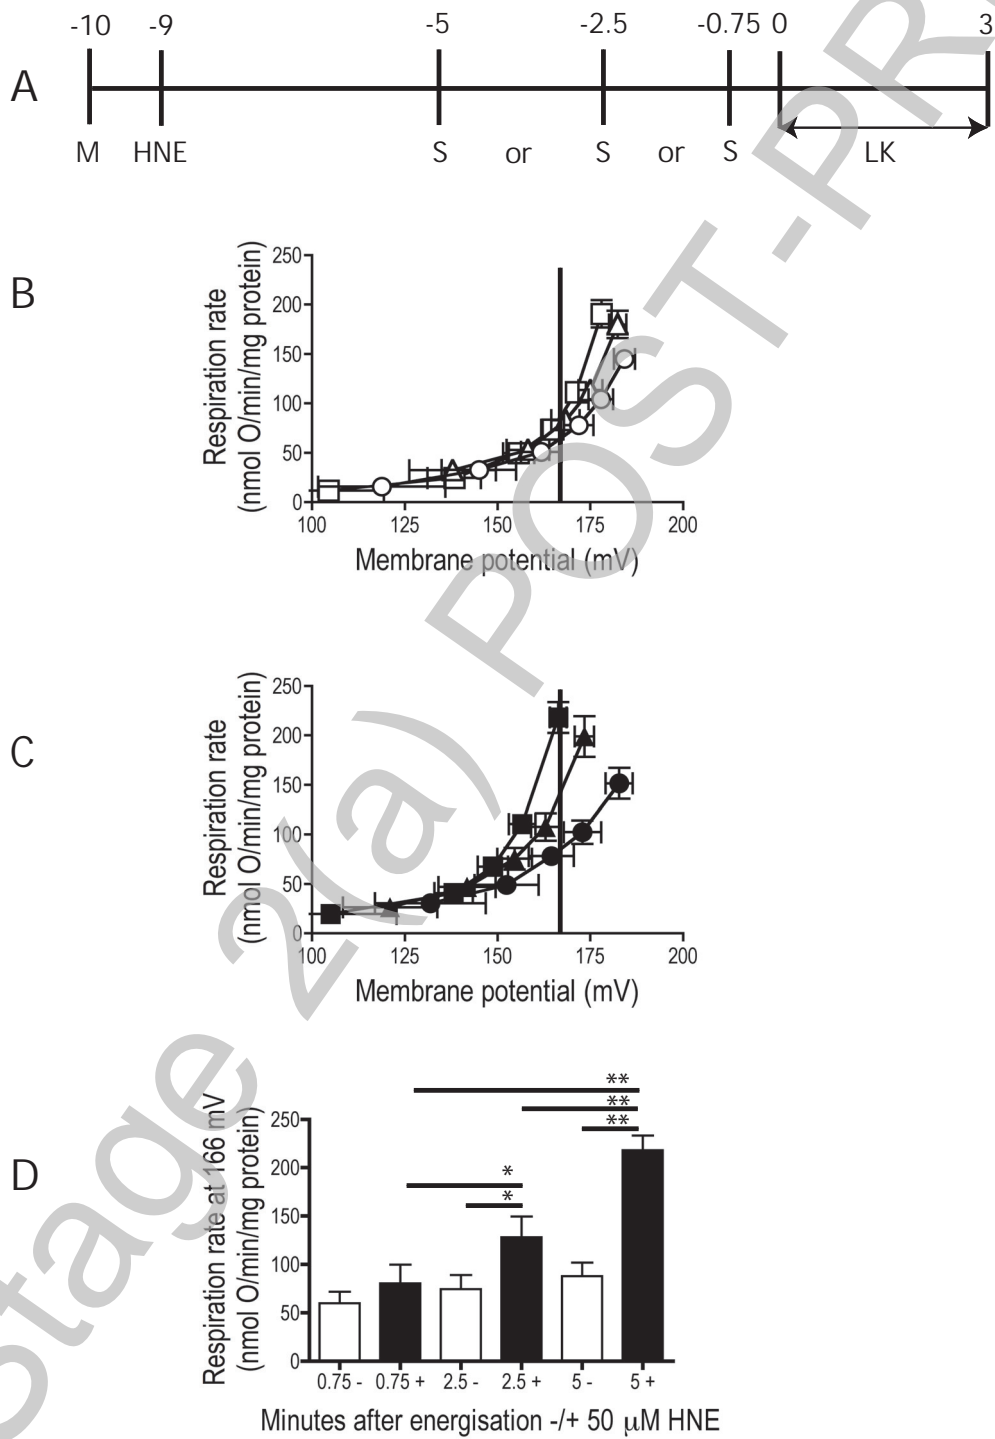 -10 -9 -5 -2.5 -0.75 0 3
A
M HNE S or S or S LK
B
Respiration rate
(nmol O/min/mg protein)
250
200
150
100
50
0
100 125 150 175 200
Membrane potential (mV)
C
Respiration rate
(nmol O/min/mg protein)
250
200
150
100
50
0
100 125 150 175 200
Membrane potential (mV)
D
Respiration rate at 166 mV
(nmol O/min/mg protein)
250
200
150
100
50
0
**
**
**
*
*
0.75 - 0.75 + 2.5 - 2.5 + 5 - 5 +
Minutes after energisation -/+ 50 μM HNE
Stage 2(a) POST-PR